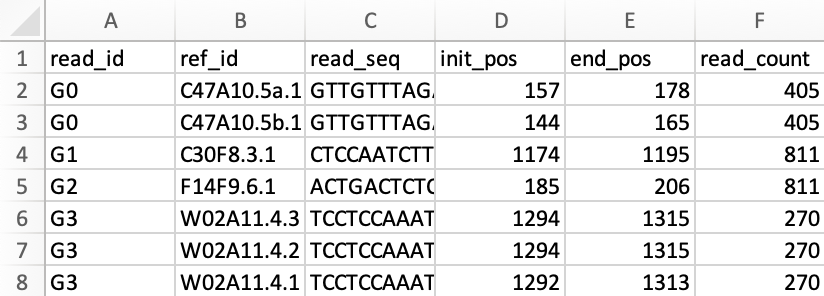 A B C D E F
1 read_id ref_id read_seq init_pos end_pos read_count
2 G0 C47A10.5a.1 GTTGTTTAG 157 178 405
3 G0 C47A10.5b.1 GTTGTTTAG 144 165 405
4 G1 C30F8.3.1 CTCCAATCTT 1174 1195 811
5 G2 F14F9.6.1 ACTGACTCTC 185 206 811
6 G3 W02A11.4.3 TCCTCCAAAT 1294 1315 270
7 G3 W02A11.4.2 TCCTCCAAAT 1294 1315 270
8 G3 W02A11.4.1 TCCTCCAAAT 1292 1313 270